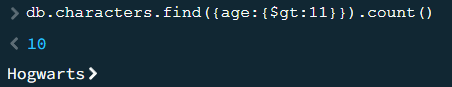 > db.characters.find({age:{$gt:11}}).count()
< 10
Hogwarts>